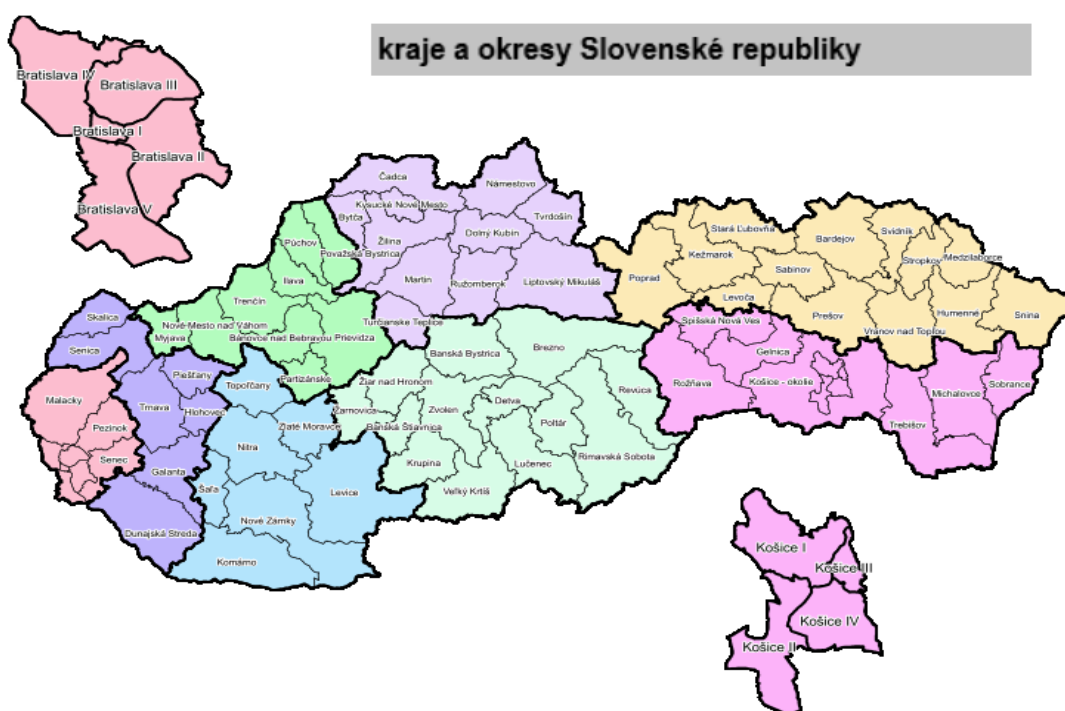 kraje a okresy Slovenské republiky
Bratislava IV
Bratislava III
Bratislava I
Bratislava II
Bratislava V
Čadca
Námestovo
Kysucké Nové Mesto
Bytča
Tvrdošín
Dolný Kubín
Žilina
Púchov
Považská Bystrica
Martin
Ružomberok
Liptovský Mikuláš
Ilava
Trenčín
Turčianske Teplice
Nové Mesto nad Váhom
Myjava
Bánovce nad Bebravou
Prievidza
Partizánske
Stará Ľubovňa
Bardejov
Svidník
Stropkov
Medzilaborce
Kežmarok
Poprad
Sabinov
Levoča
Prešov
Vranov nad Topľou
Humenné
Snina
Spišská Nová Ves
Gelnica
Rožňava
Košice - okolie
Michalovce
Sobrance
Trebišov
Skalica
Senica
Piešťany
Trnava
Hlohovec
Galanta
Dunajská Streda
Malacky
Pezinok
Senec
Topoľčany
Nitra
Zlaté Moravce
Šaľa
Levice
Nové Zámky
Komárno
Banská Bystrica
Brezno
Žiar nad Hronom
Žarnovica
Banská Štiavnica
Zvolen
Detva
Poltár
Revúca
Krupina
Lučenec
Rimavská Sobota
Veľký Krtíš
Košice I
Košice III
Košice IV
Košice II